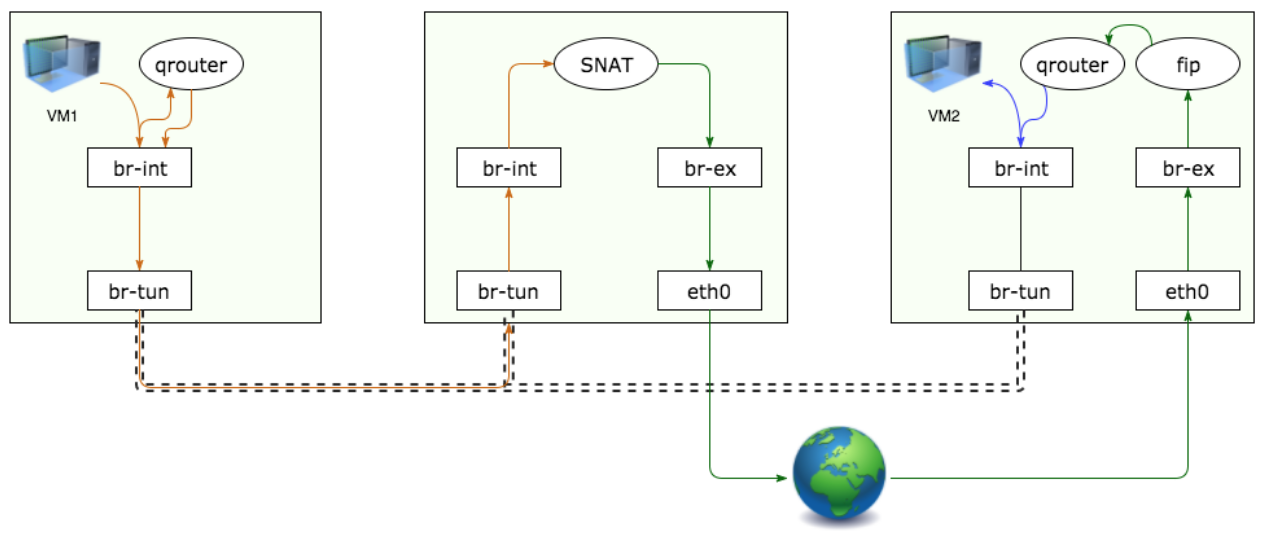 qrouter
VM1
br-int
br-tun
SNAT
br-int
br-ex
br-tun
eth0
qrouter
fip
VM2
br-int
br-ex
br-tun
eth0